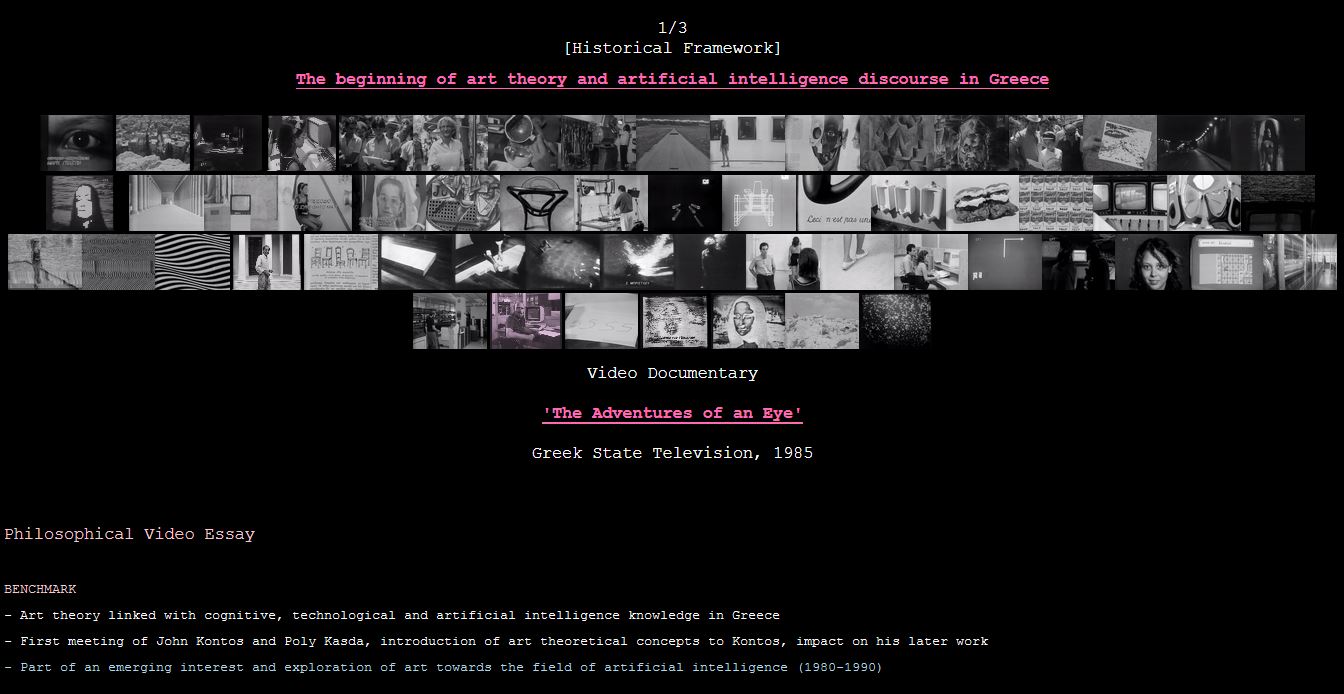 1/3
[Historical Framework]
The beginning of art theory and artificial intelligence discourse in Greece
Leci n'est pas une
Video Documentary
'The Adventures of an Eye'
Greek State Television, 1985
Philosophical Video Essay
BENCHMARK
- Art theory linked with cognitive, technological and artificial intelligence knowledge in Greece
- First meeting of John Kontos and Poly Kasda, introduction of art theoretical concepts to Kontos, impact on his later work
- Part of an emerging interest and exploration of art towards the field of artificial intelligence (1980-1990)